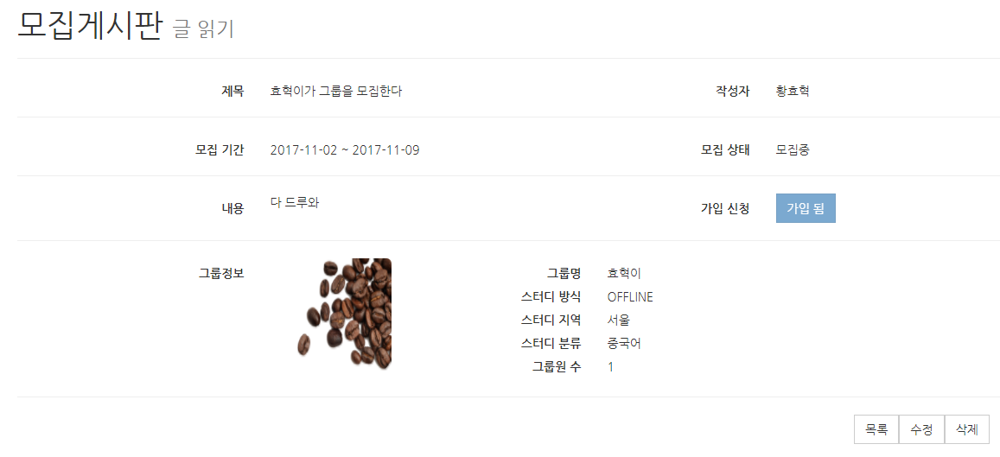 모집게시판 글 읽기
제목 효혁이가 그룹을 모집한다 작성자 황효혁
모집 기간 2017-11-02 ~ 2017-11-09 모집 상태 모집중
내용 다 드루와 가입 신청 가입 됨
그룹정보 그룹명 효혁이
스터디 방식 OFFLINE
스터디 지역 서울
스터디 분류 중국어
그룹원 수 1
목록 수정 삭제